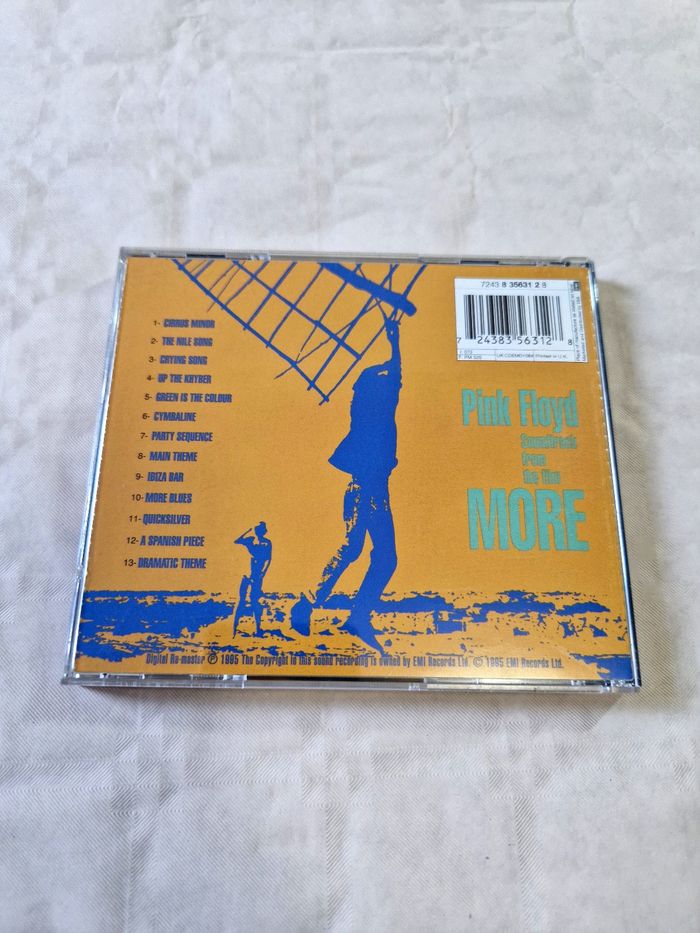 7243 8 35631 2 8
7 24383 56312 8
UK: CDEMD1084 Printed in U.K.
1- CIRRUS MINOR
2- THE NILE SONG
3- CRYING SONG
4- UP THE KHYBER
5- GREEN IS THE COLOUR
6- CYMBALINE
7- PARTY SEQUENCE
8- MAIN THEME
9- IBIZA BAR
10- MORE BLUES
11- QUICKSILVER
12- A SPANISH PIECE
13- DRAMATIC THEME
Pink Floyd
Soundtrack
from
the film
MORE
Digital Re-master ℗ 1995 The Copyright in this sound recording is owned by EMI Records Ltd. © 1995 EMI Records Ltd.